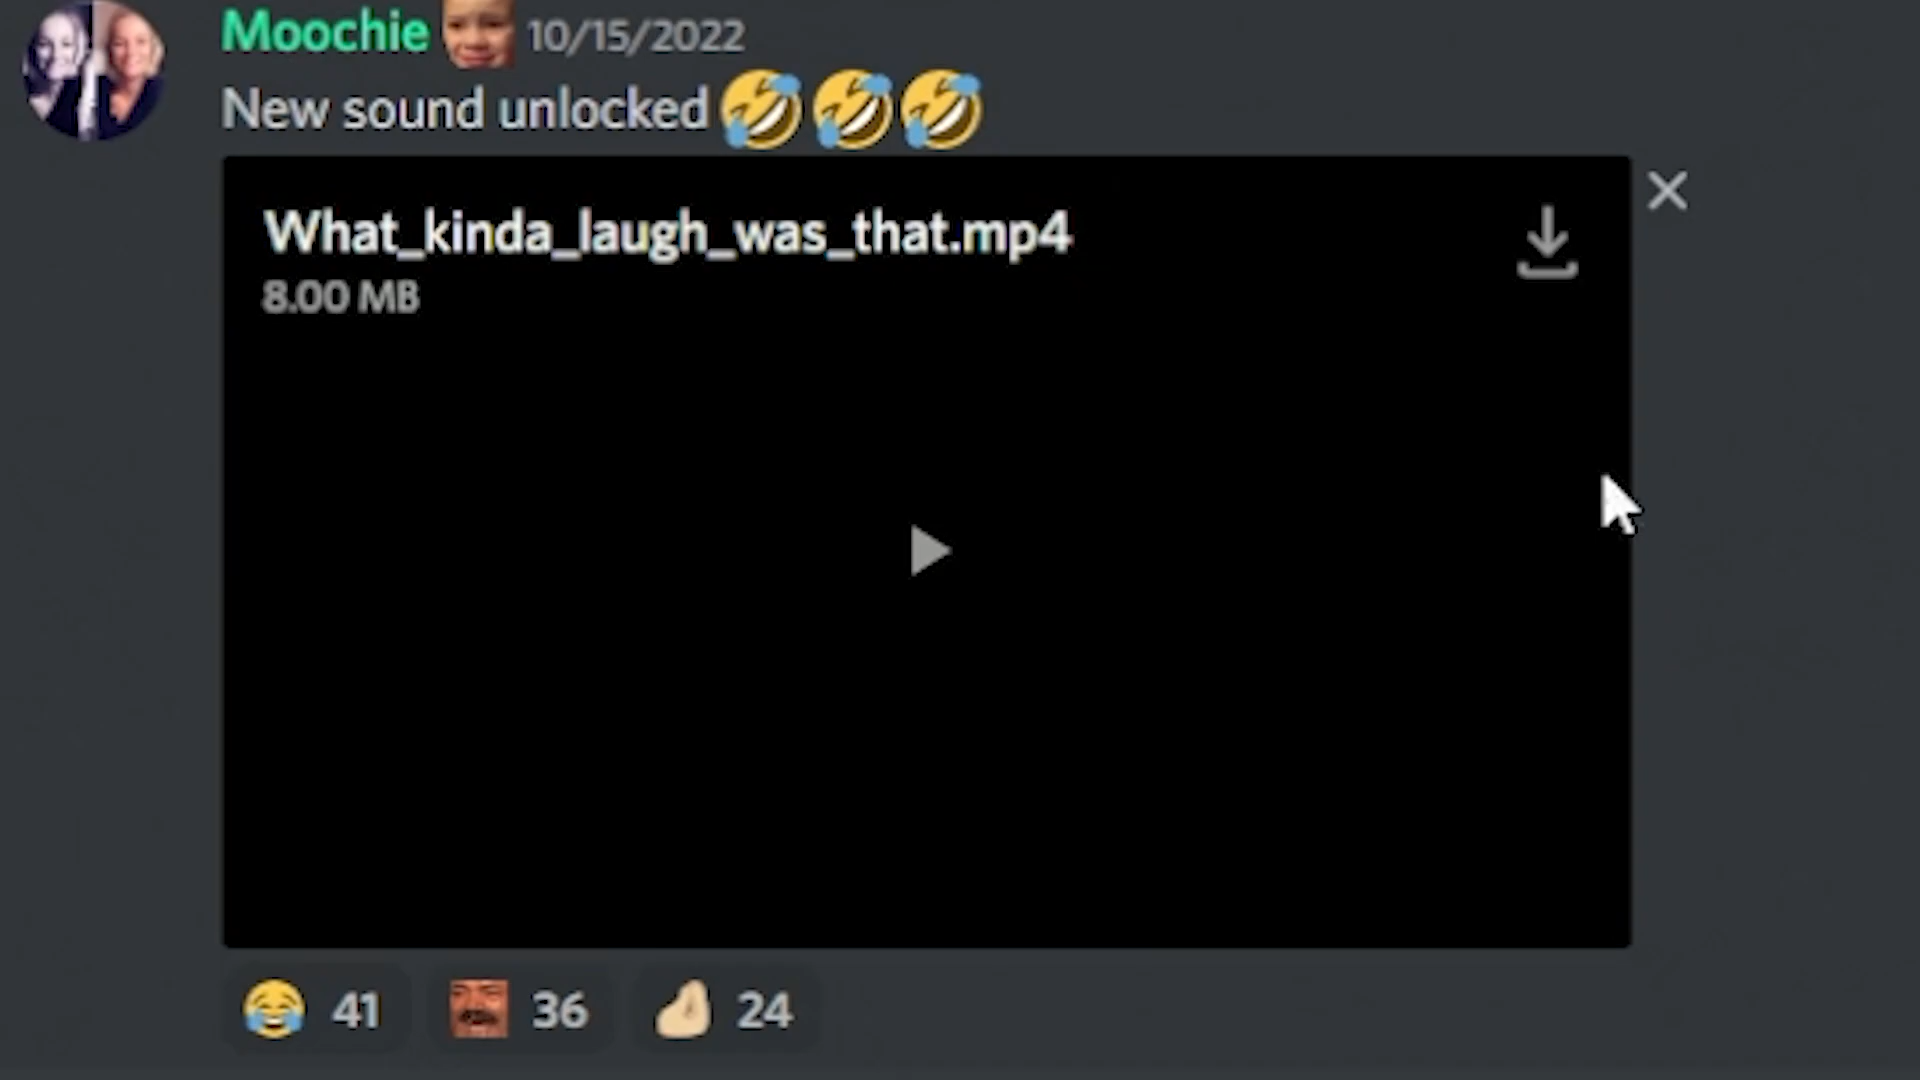 Moochie 10/15/2022
New sound unlocked 🤣🤣🤣
What_kinda_laugh_was_that.mp4
8.00 MB
41 36 24